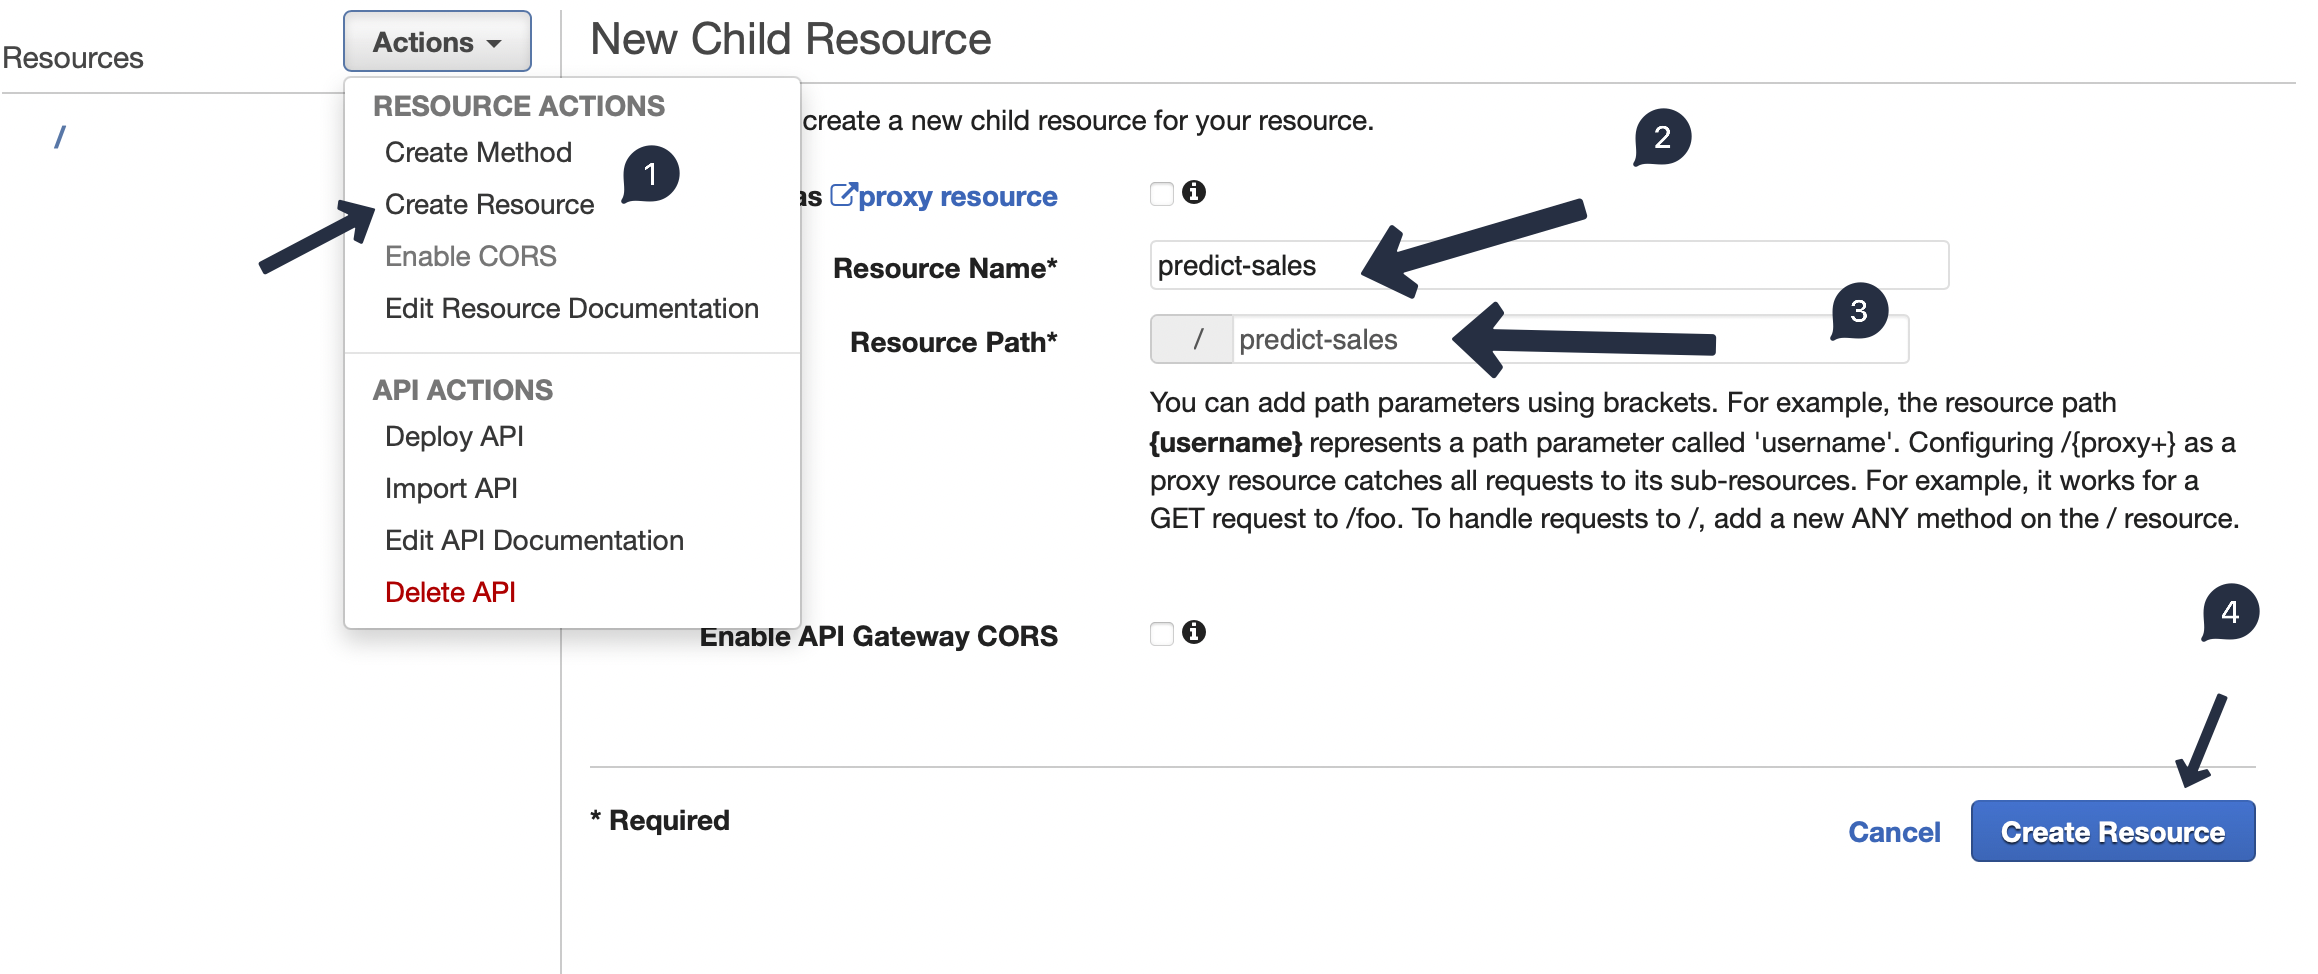 Resources
/
Actions
RESOURCE ACTIONS
Create Method
Create Resource
Enable CORS
Edit Resource Documentation
API ACTIONS
Deploy API
Import API
Edit API Documentation
Delete API
1
New Child Resource
create a new child resource for your resource.
2
as proxy resource
Resource Name* predict-sales
3
Resource Path* / predict-sales
You can add path parameters using brackets. For example, the resource path
{username} represents a path parameter called 'username'. Configuring /{proxy+} as a
proxy resource catches all requests to its sub-resources. For example, it works for a
GET request to /foo. To handle requests to /, add a new ANY method on the / resource.
4
Enable API Gateway CORS
* Required
Cancel
Create Resource